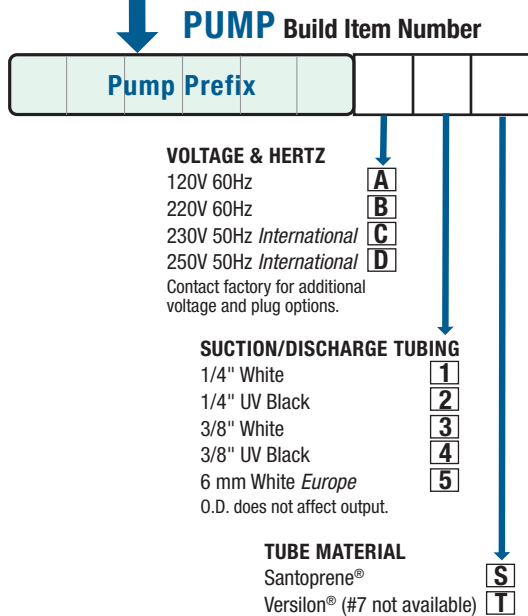 PUMP Build Item Number
Pump Prefix
VOLTAGE & HERTZ
120V 60Hz A
220V 60Hz B
230V 50Hz International C
250V 50Hz International D
Contact factory for additional
voltage and plug options.
SUCTION/DISCHARGE TUBING
1/4" White 1
1/4" UV Black 2
3/8" White 3
3/8" UV Black 4
6 mm White Europe 5
O.D. does not affect output.
TUBE MATERIAL
Santoprene® S
Versilon® (#7 not available) T